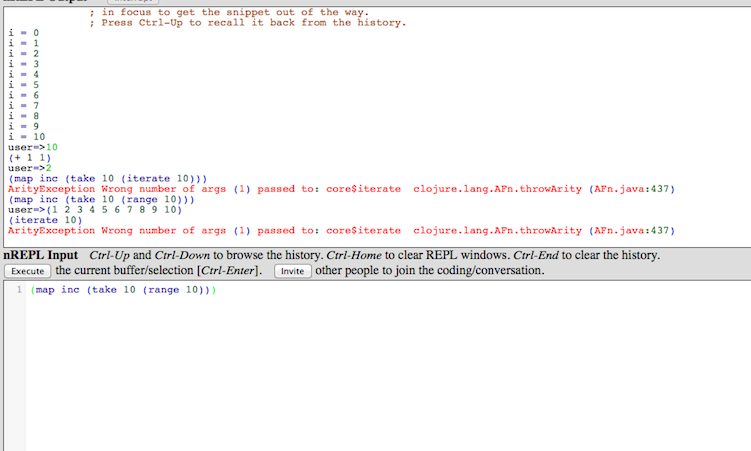 ; in focus to get the snippet out of the way.
; Press Ctrl-Up to recall it back from the history.
i = 0
i = 1
i = 2
i = 3
i = 4
i = 5
i = 6
i = 7
i = 8
i = 9
i = 10
user=>10
(+ 1 1)
user=>2
(map inc (take 10 (iterate 10)))
ArityException Wrong number of args (1) passed to: core$iterate  clojure.lang.AFn.throwArity (AFn.java:437)
(map inc (take 10 (range 10)))
user=>(1 2 3 4 5 6 7 8 9 10)
(iterate 10)
ArityException Wrong number of args (1) passed to: core$iterate  clojure.lang.AFn.throwArity (AFn.java:437)
nREPL Input Ctrl-Up and Ctrl-Down to browse the history. Ctrl-Home to clear REPL windows. Ctrl-End to clear the history.
Execute the current buffer/selection [Ctrl-Enter]. Invite other people to join the coding/conversation.
1 (map inc (take 10 (range 10)))